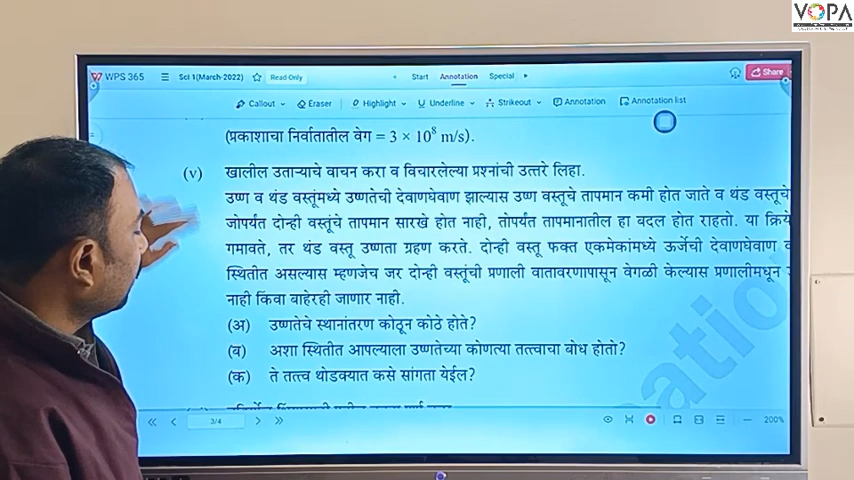 VOPA
WPS 365
Sci 1(March-2022)
Read Only
Start
Annotation
Special
Share
Callout
Eraser
Highlight
Underline
Strikeout
Annotation
Annotation list
(प्रकाशाचा निर्वातातील वेग = 3 × 10⁸ m/s).
(v) खालील उताऱ्याचे वाचन करा व विचारलेल्या प्रश्नांची उत्तरे लिहा.
उष्ण व थंड वस्तूंमध्ये उष्णतेची देवाणघेवाण झाल्यास उष्ण वस्तूचे तापमान कमी होत जाते व थंड वस्तूचे
जोपर्यंत दोन्ही वस्तूंचे तापमान सारखे होत नाही, तोपर्यंत तापमानातील हा बदल होत राहतो. या क्रिये
गमावते, तर थंड वस्तू उष्णता ग्रहण करते. दोन्ही वस्तू फक्त एकमेकांमध्ये ऊर्जेची देवाणघेवाण
स्थितीत असल्यास म्हणजेच जर दोन्ही वस्तूंची प्रणाली वातावरणापासून वेगळी केल्यास प्रणालीमधून
नाही किंवा बाहेरही जाणार नाही.
(अ) उष्णतेचे स्थानांतरण कोठून कोठे होते?
(ब) अशा स्थितीत आपल्याला उष्णतेच्या कोणत्या तत्त्वाचा बोध होतो?
(क) ते तत्त्व थोडक्यात कसे सांगता येईल?
3/4
200%